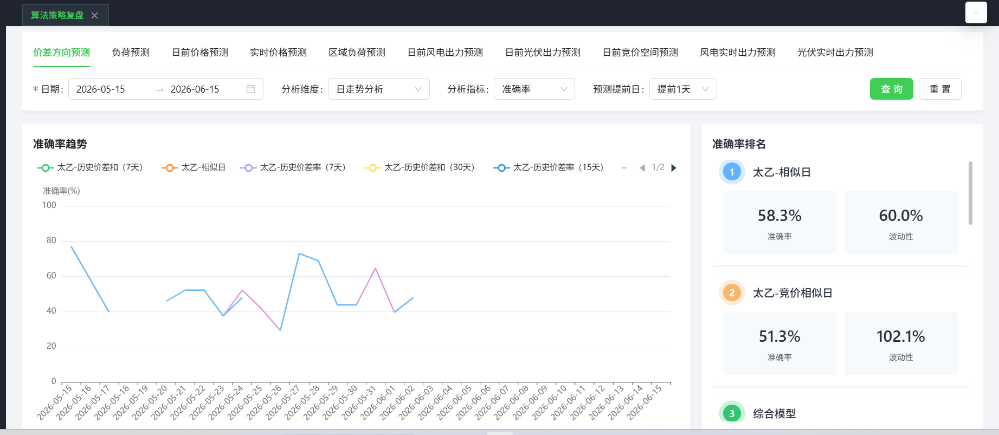 算法策略复盘
价差方向预测 负荷预测 日前价格预测 实时价格预测 区域负荷预测 日前风电出力预测 日前光伏出力预测 日前竞价空间预测 风电实时出力预测 光伏实时出力预测
* 日期: 2026-05-15 → 2026-06-15 分析维度: 日走势分析 分析指标: 准确率 预测提前日: 提前1天 查 询 重 置
准确率趋势
太乙-历史价差和（7天） 太乙-相似日 太乙-历史价差率（7天） 太乙-历史价差和（30天） 太乙-历史价差率（15天） 1/2
准确率(%)
100
80
60
40
20
0
2026-05-15 2026-05-16 2026-05-17 2026-05-18 2026-05-19 2026-05-20 2026-05-21 2026-05-22 2026-05-23 2026-05-24 2026-05-25 2026-05-26 2026-05-27 2026-05-28 2026-05-29 2026-05-30 2026-05-31 2026-06-01 2026-06-02 2026-06-03 2026-06-04 2026-06-05 2026-06-06 2026-06-07 2026-06-08 2026-06-09 2026-06-10 2026-06-11 2026-06-12 2026-06-13 2026-06-14 2026-06-15
准确率排名
1 太乙-相似日
58.3% 60.0%
准确率 波动性
2 太乙-竞价相似日
51.3% 102.1%
准确率 波动性
3 综合模型